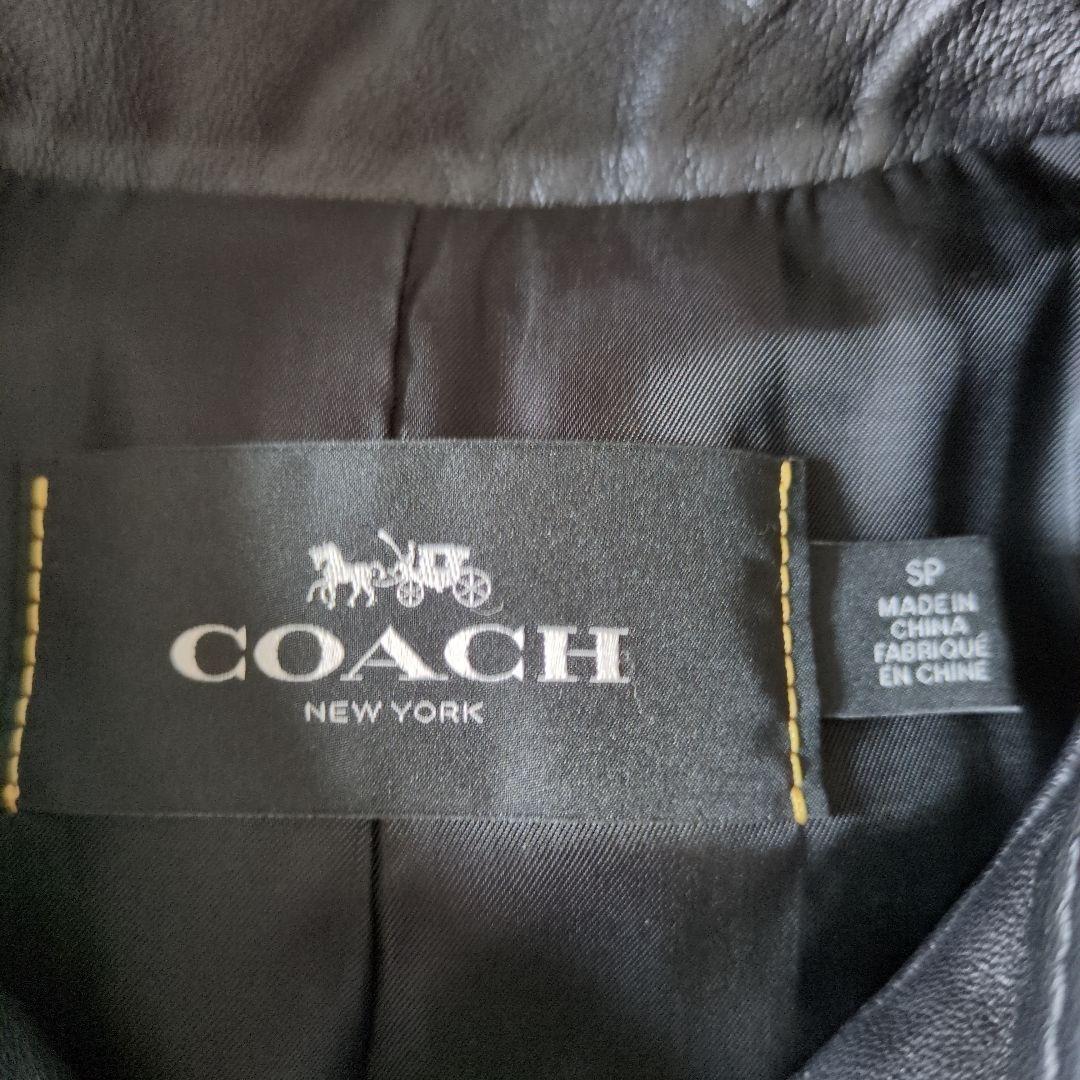 COACH
NEW YORK
SP
MADE IN
CHINA
FABRIQUÉ
EN CHINE